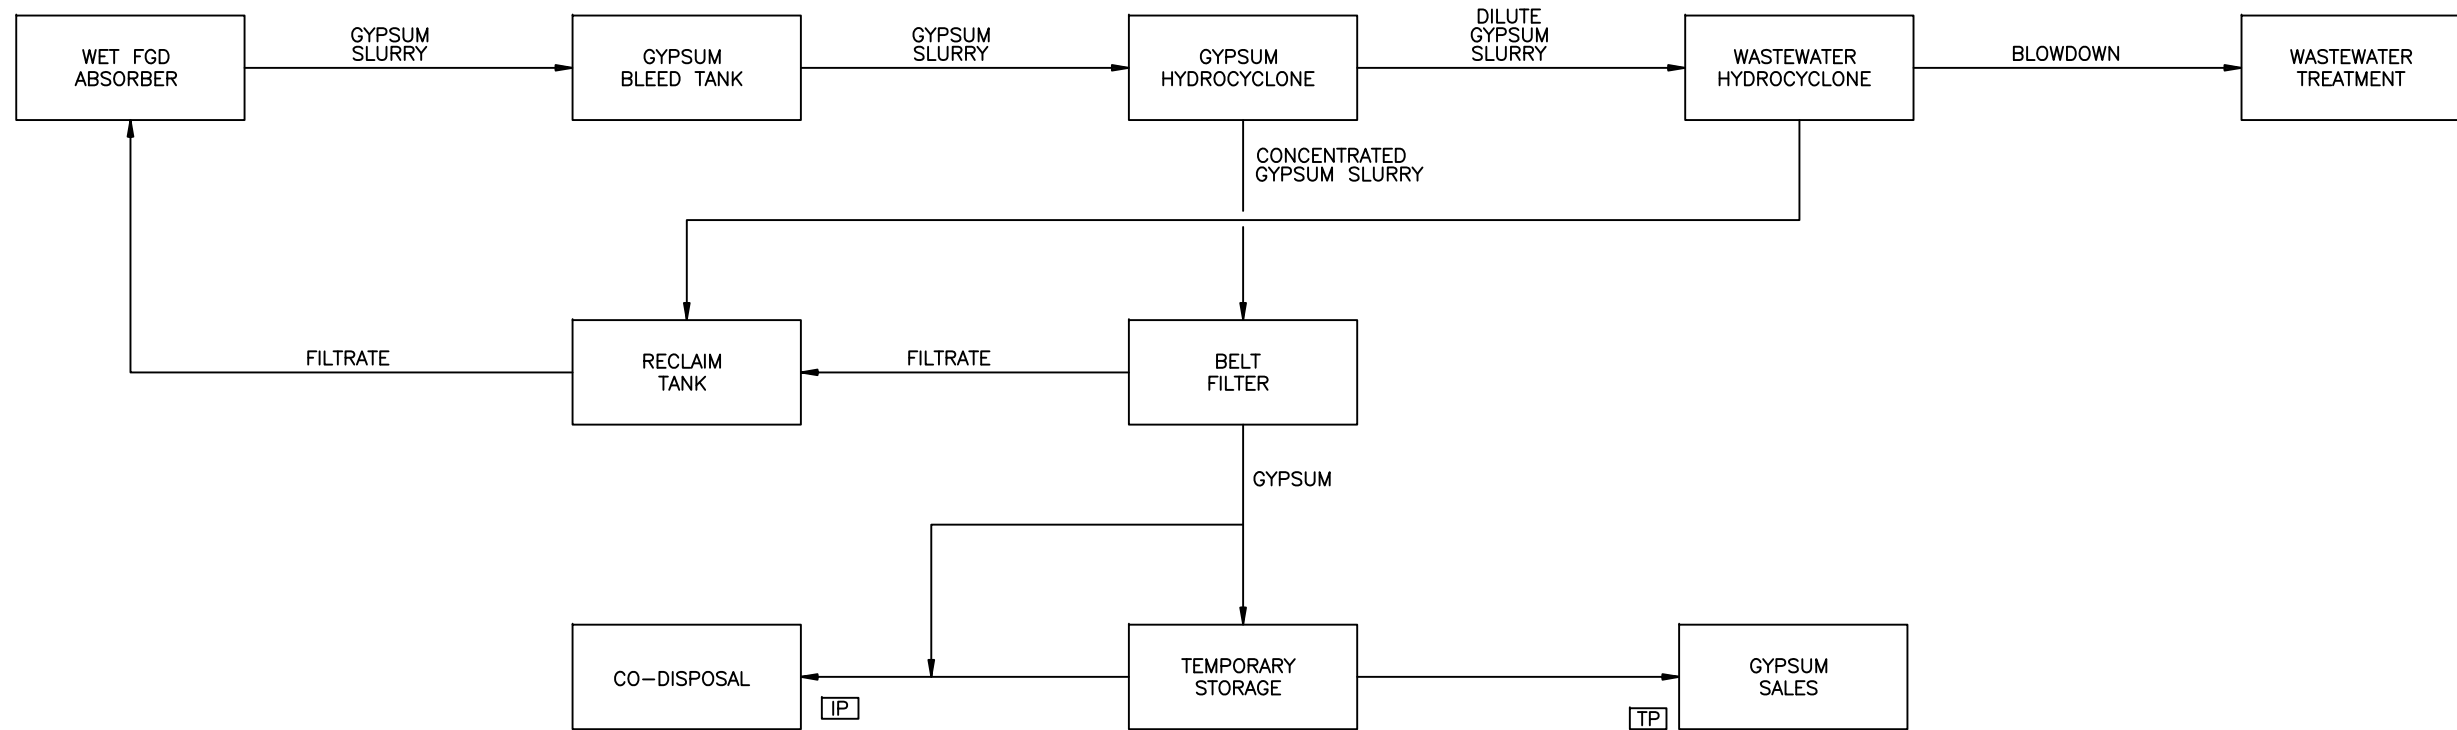 WET FGD
ABSORBER
GYPSUM
SLURRY
GYPSUM
BLEED TANK
GYPSUM
SLURRY
GYPSUM
HYDROCYCLONE
DILUTE
GYPSUM
SLURRY
WASTEWATER
HYDROCYCLONE
BLOWDOWN
WASTEWATER
TREATMENT
CONCENTRATED
GYPSUM SLURRY
FILTRATE
RECLAIM
TANK
FILTRATE
BELT
FILTER
GYPSUM
CO-DISPOSAL
IP
TEMPORARY
STORAGE
TP
GYPSUM
SALES